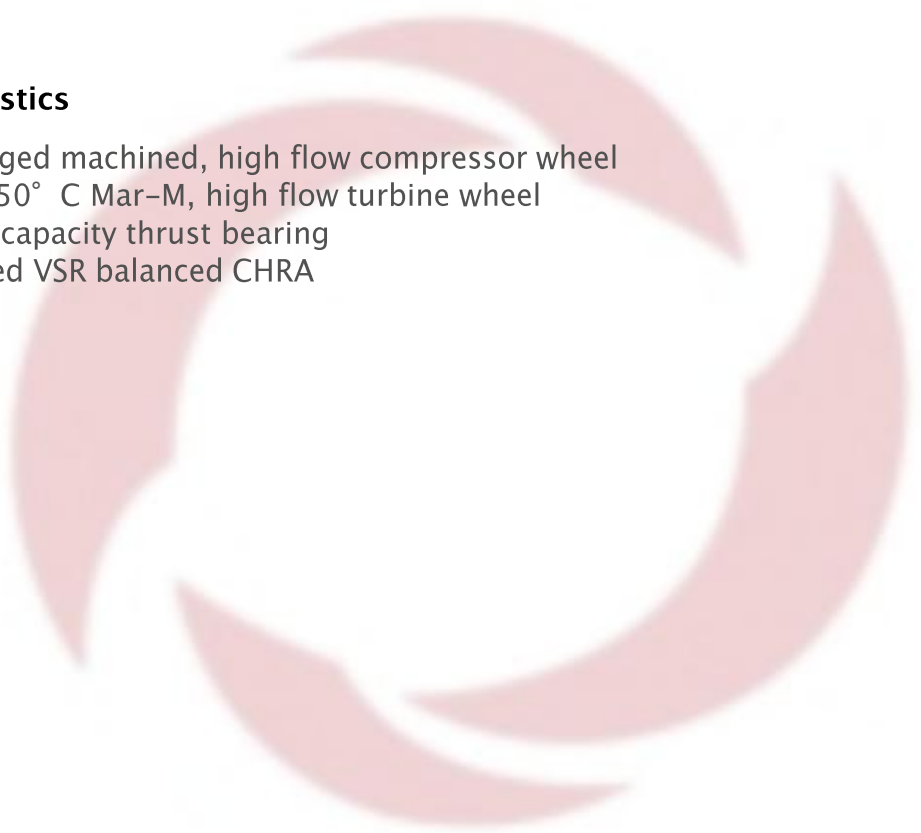 stics
ged machined, high flow compressor wheel
50° C Mar-M, high flow turbine wheel
capacity thrust bearing
ed VSR balanced CHRA